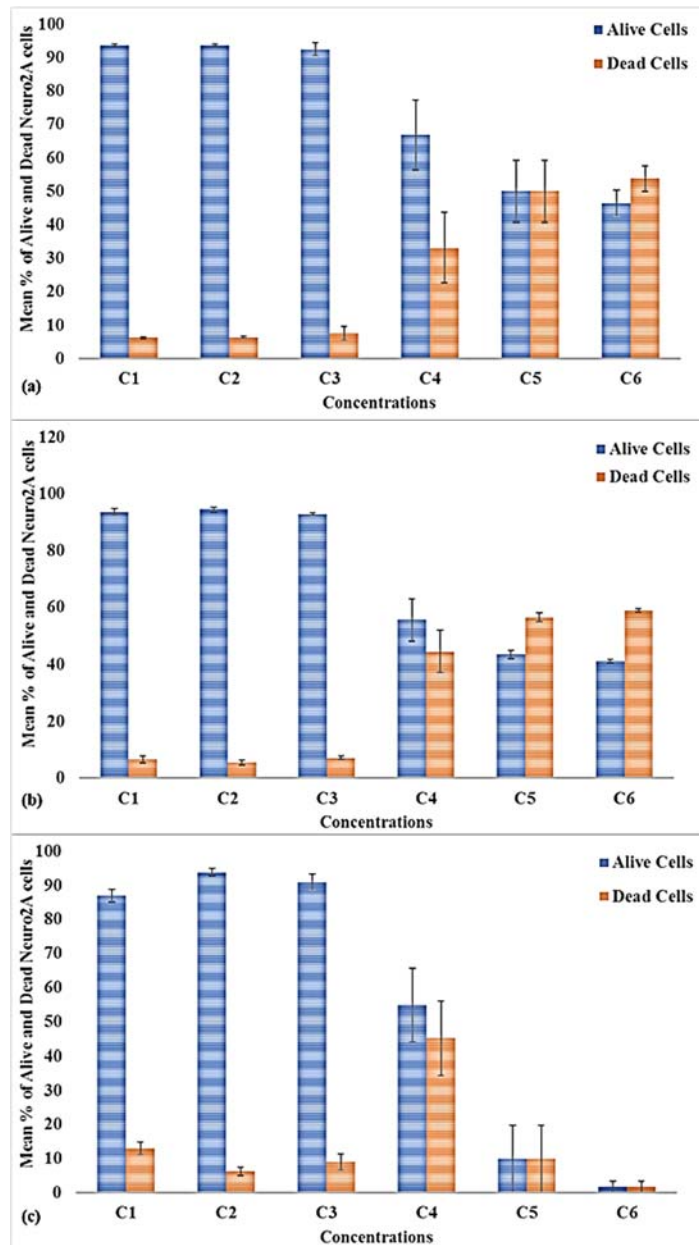 100
Alive Cells
90
Dead Cells
80
70
60
50
40
30
20
10
0
Mean % of Alive and Dead Neuro2A cells
C1 C2 C3 C4 C5 C6
(a)
Concentrations
120
Alive Cells
100
Dead Cells
80
60
40
20
0
Mean % of Alive and Dead Neuro2A cells
C1 C2 C3 C4 C5 C6
(b)
Concentrations
100
Alive Cells
90
Dead Cells
80
70
60
50
40
30
20
10
0
Mean % of Alive and Dead Neuro2A cells
C1 C2 C3 C4 C5 C6
(c)
Concentrations